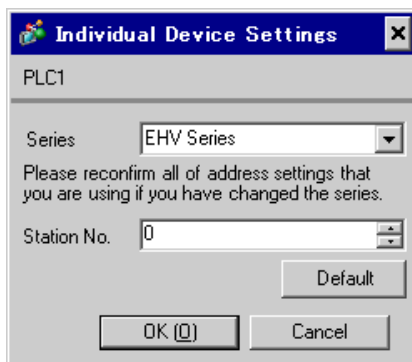 Individual Device Settings
PLC1
Series EHV Series
Please reconfirm all of address settings that
you are using if you have changed the series.
Station No. 0
Default
OK (O) Cancel